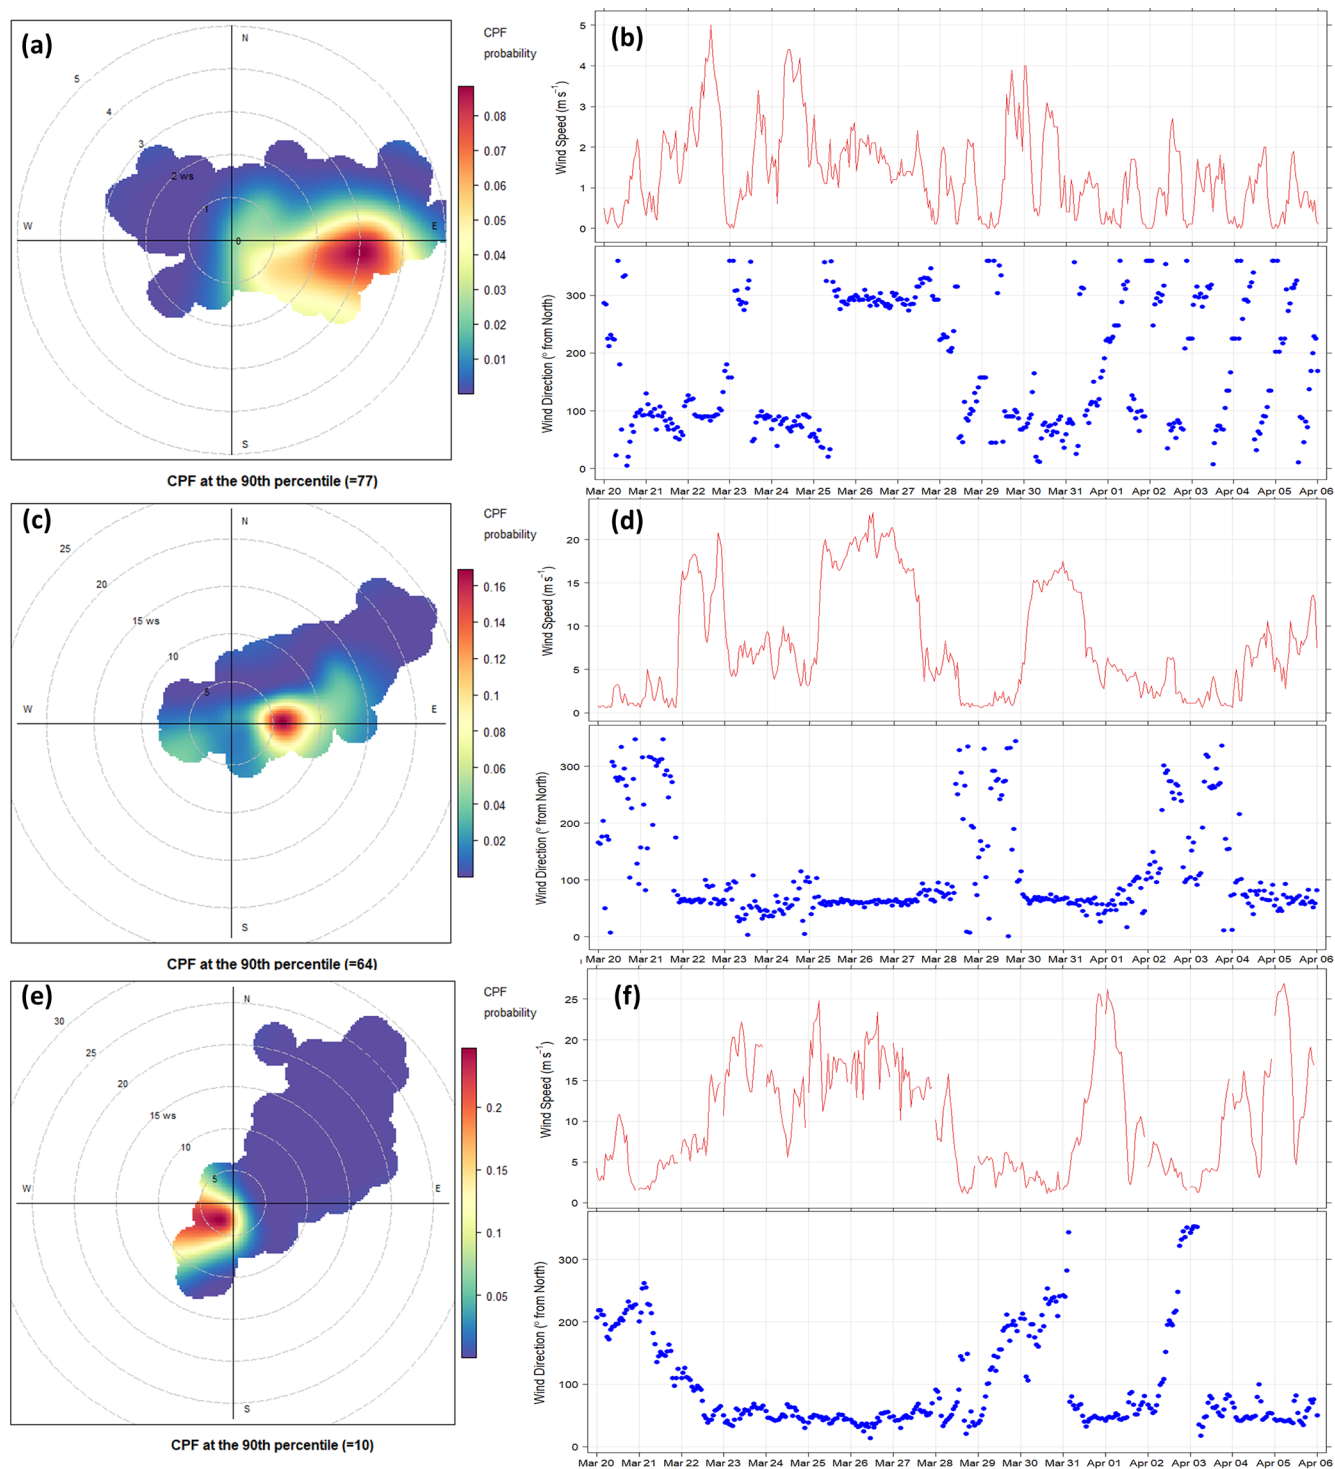 (a)
N
CPF
probability
5
4
3
2 ws
1
0
W
E
S
0.08
0.07
0.06
0.05
0.04
0.03
0.02
0.01
CPF at the 90th percentile (=77)
(b)
Wind Speed (m s⁻¹)
5
4
3
2
1
0
Wind Direction (° from North)
300
200
100
0
Mar 20 Mar 21 Mar 22 Mar 23 Mar 24 Mar 25 Mar 26 Mar 27 Mar 28 Mar 29 Mar 30 Mar 31 Apr 01 Apr 02 Apr 03 Apr 04 Apr 05 Apr 06
(c)
N
CPF
probability
25
20
15 ws
10
5
W
E
S
0.16
0.14
0.12
0.1
0.08
0.06
0.04
0.02
CPF at the 90th percentile (=64)
(d)
Wind Speed (m s⁻¹)
20
15
10
5
0
Wind Direction (° from North)
300
200
100
0
Mar 20 Mar 21 Mar 22 Mar 23 Mar 24 Mar 25 Mar 26 Mar 27 Mar 28 Mar 29 Mar 30 Mar 31 Apr 01 Apr 02 Apr 03 Apr 04 Apr 05 Apr 06
(e)
N
CPF
probability
30
25
20
15 ws
10
5
W
E
S
0.2
0.15
0.1
0.05
CPF at the 90th percentile (=10)
(f)
Wind Speed (m s⁻¹)
25
20
15
10
5
0
Wind Direction (° from North)
300
200
100
0
Mar 20 Mar 21 Mar 22 Mar 23 Mar 24 Mar 25 Mar 26 Mar 27 Mar 28 Mar 29 Mar 30 Mar 31 Apr 01 Apr 02 Apr 03 Apr 04 Apr 05 Apr 06